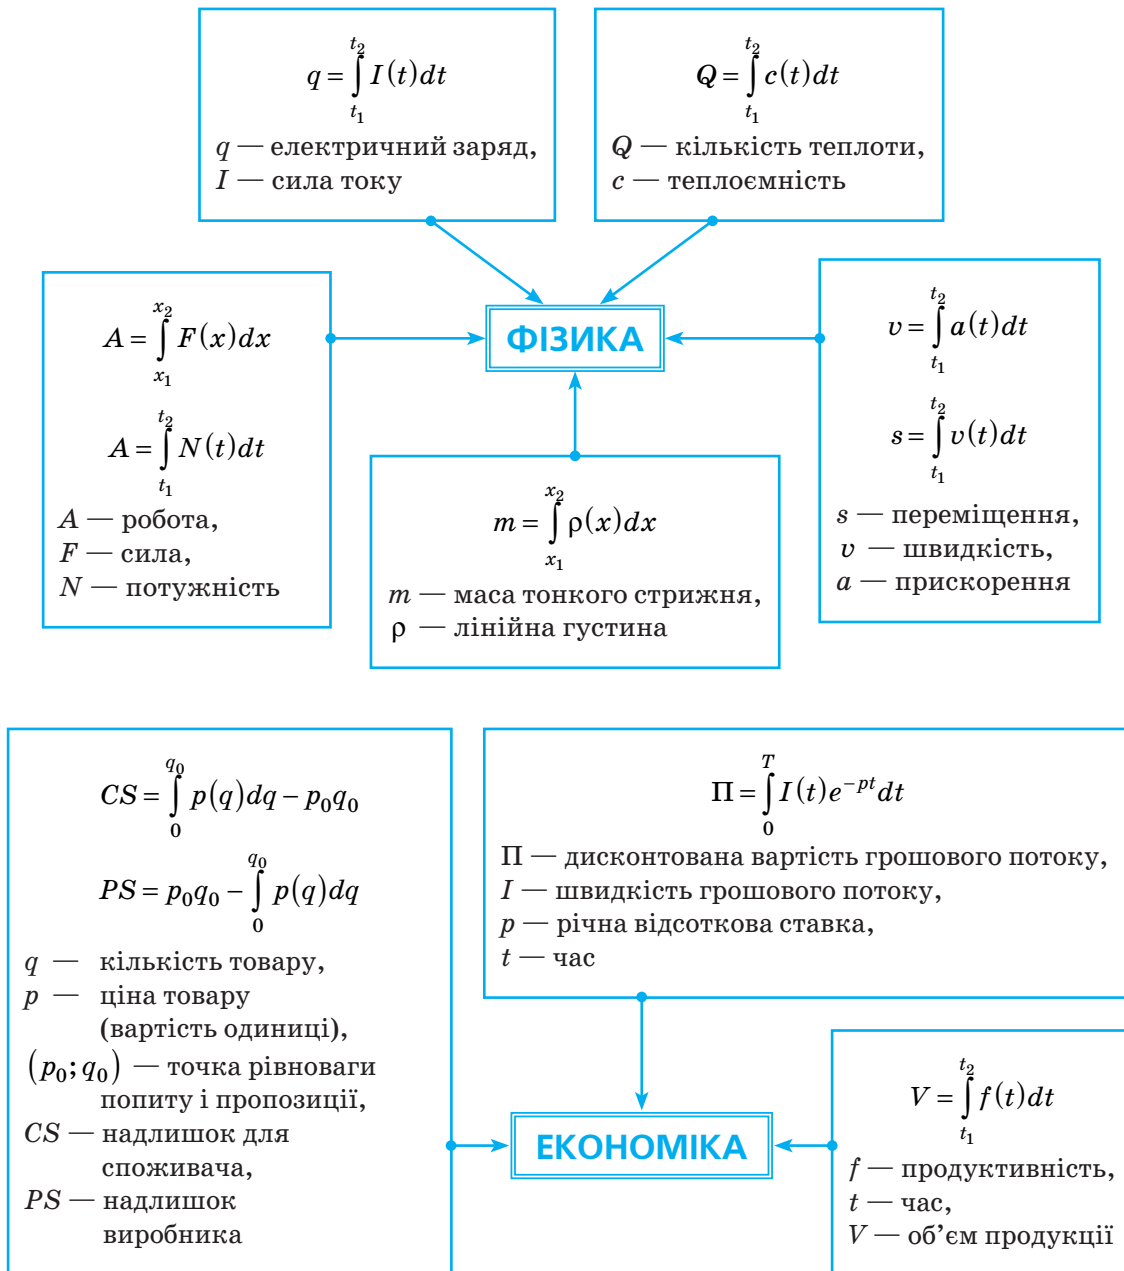 q = ∫_{t₁}^{t₂} I(t)dt
q — електричний заряд,
I — сила току
Q = ∫_{t₁}^{t₂} c(t)dt
Q — кількість теплоти,
c — теплоємність
A = ∫_{x₁}^{x₂} F(x)dx
A = ∫_{t₁}^{t₂} N(t)dt
A — робота,
F — сила,
N — потужність
ФІЗИКА
v = ∫_{t₁}^{t₂} a(t)dt
s = ∫_{t₁}^{t₂} v(t)dt
s — переміщення,
v — швидкість,
a — прискорення
m = ∫_{x₁}^{x₂} ρ(x)dx
m — маса тонкого стрижня,
ρ — лінійна густина
CS = ∫_{0}^{q₀} p(q)dq – p₀q₀
PS = p₀q₀ – ∫_{0}^{q₀} p(q)dq
q — кількість товару,
p — ціна товару
(вартість одиниці),
(p₀; q₀) — точка рівноваги
попиту і пропозиції,
CS — надлишок для
споживача,
PS — надлишок
виробника
П = ∫_{0}^{T} I(t)e^{–pt}dt
П — дисконтована вартість грошового потоку,
I — швидкість грошового потоку,
p — річна відсоткова ставка,
t — час
ЕКОНОМІКА
V = ∫_{t₁}^{t₂} f(t)dt
f — продуктивність,
t — час,
V — об’єм продукції